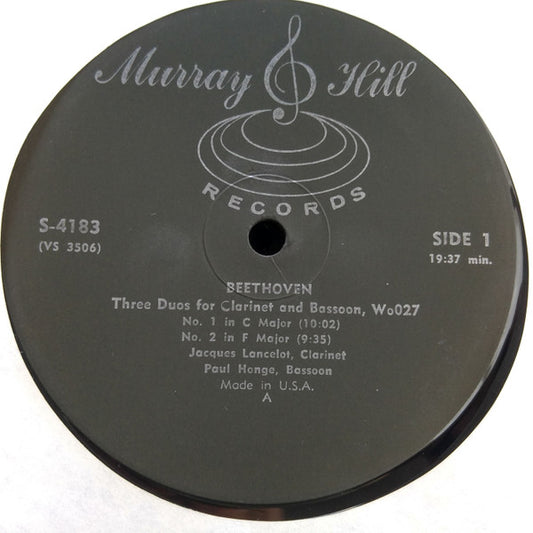 Murray Hill
RECORDS
S-4183
(VS 3506)
SIDE 1
19:37 min.
BEETHOVEN
Three Duos for Clarinet and Bassoon, Wo027
No. 1 in C Major (10:02)
No. 2 in F Major (9:35)
Jacques Lancelot, Clarinet
Paul Honge, Bassoon
Made in U.S.A.
A